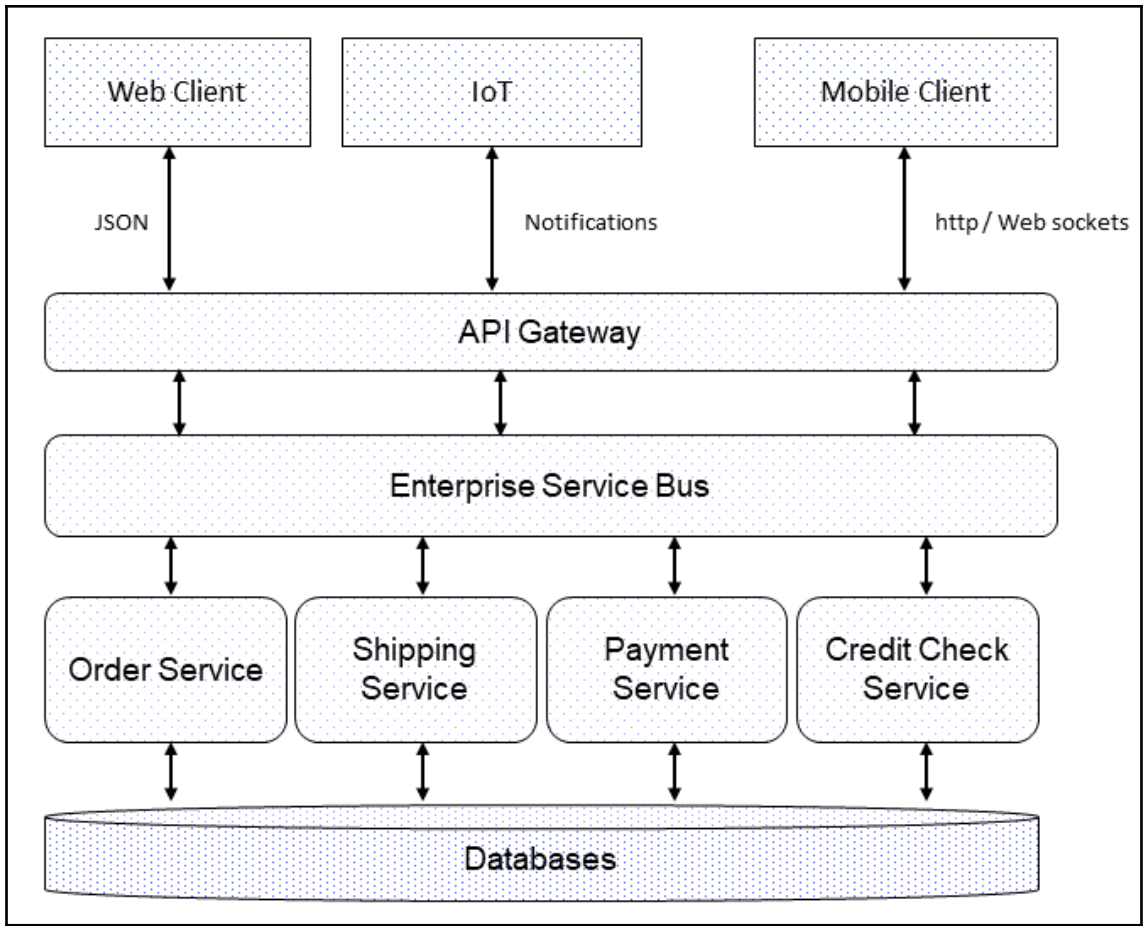 Web Client
IoT
Mobile Client
JSON
Notifications
http / Web sockets
API Gateway
Enterprise Service Bus
Order Service
Shipping
Service
Payment
Service
Credit Check
Service
Databases